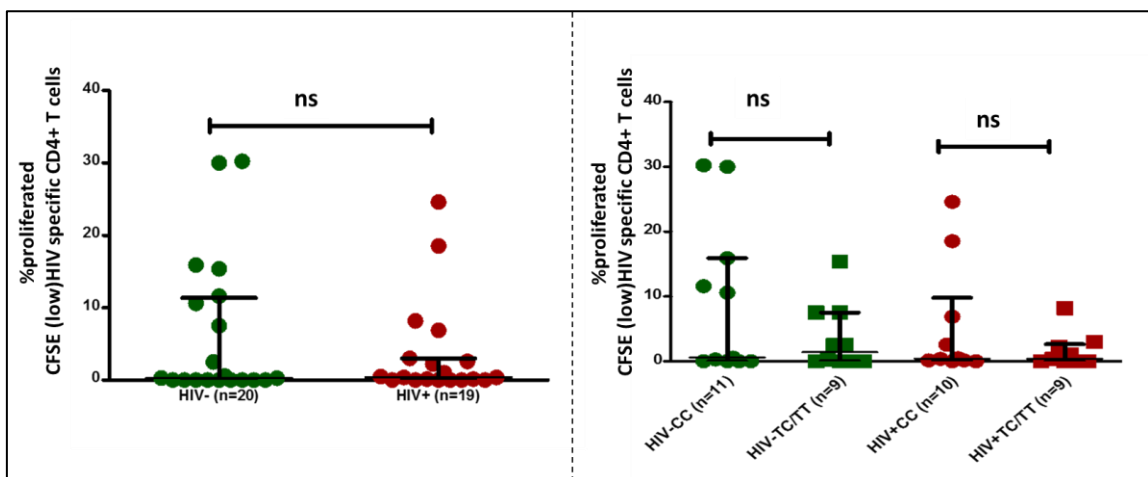 %proliferated
CFSE (low)HIV specific CD4+ T cells
40
30
20
10
0
ns
HIV- (n=20)
HIV+ (n=19)
%proliferated
CFSE (low)HIV specific CD4+ T cells
40
30
20
10
0
ns
ns
HIV-CC (n=11)
HIV-TC/TT (n=9)
HIV+CC (n=10)
HIV+TC/TT (n=9)